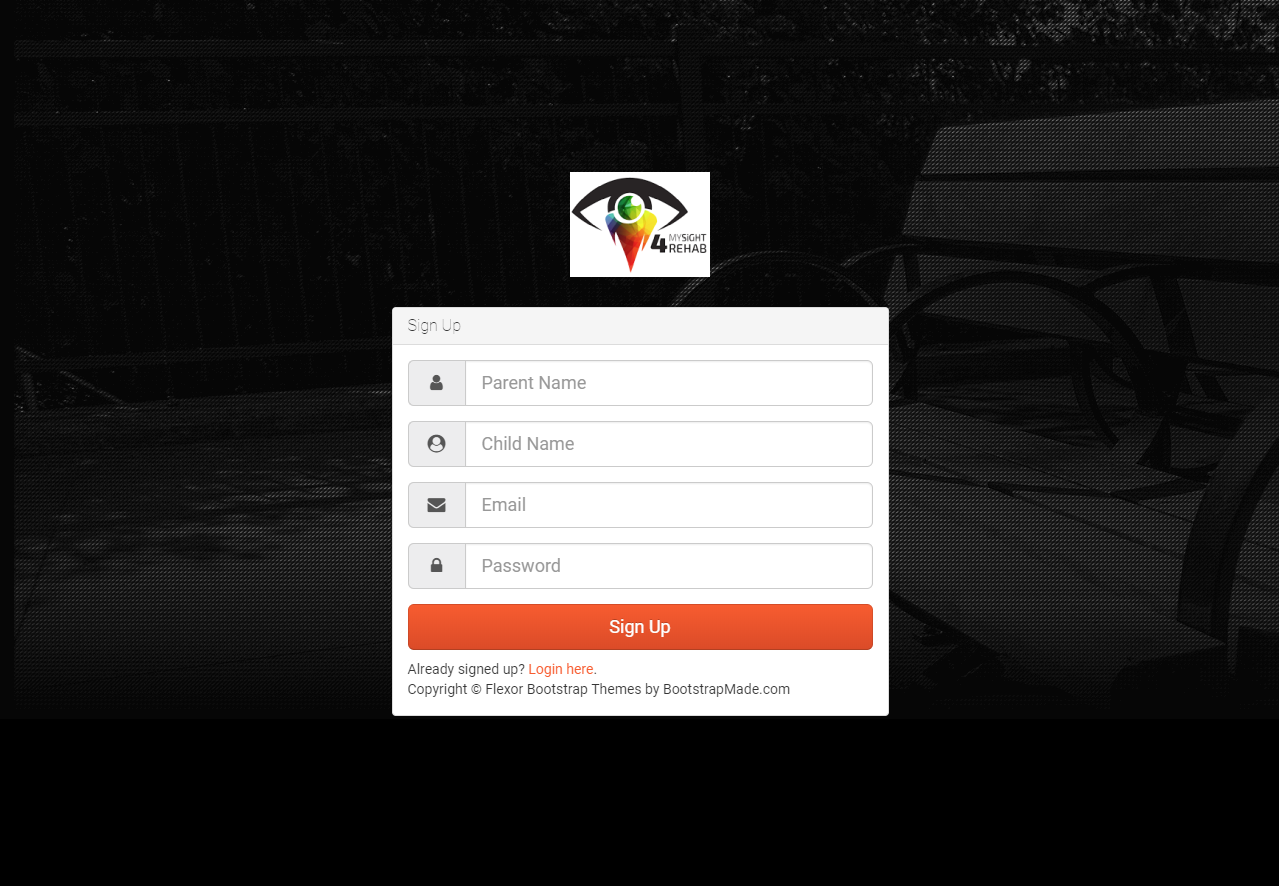 MYSIGHT
4 REHAB
Sign Up
Parent Name
Child Name
Email
Password
Sign Up
Already signed up? Login here.
Copyright © Flexor Bootstrap Themes by BootstrapMade.com